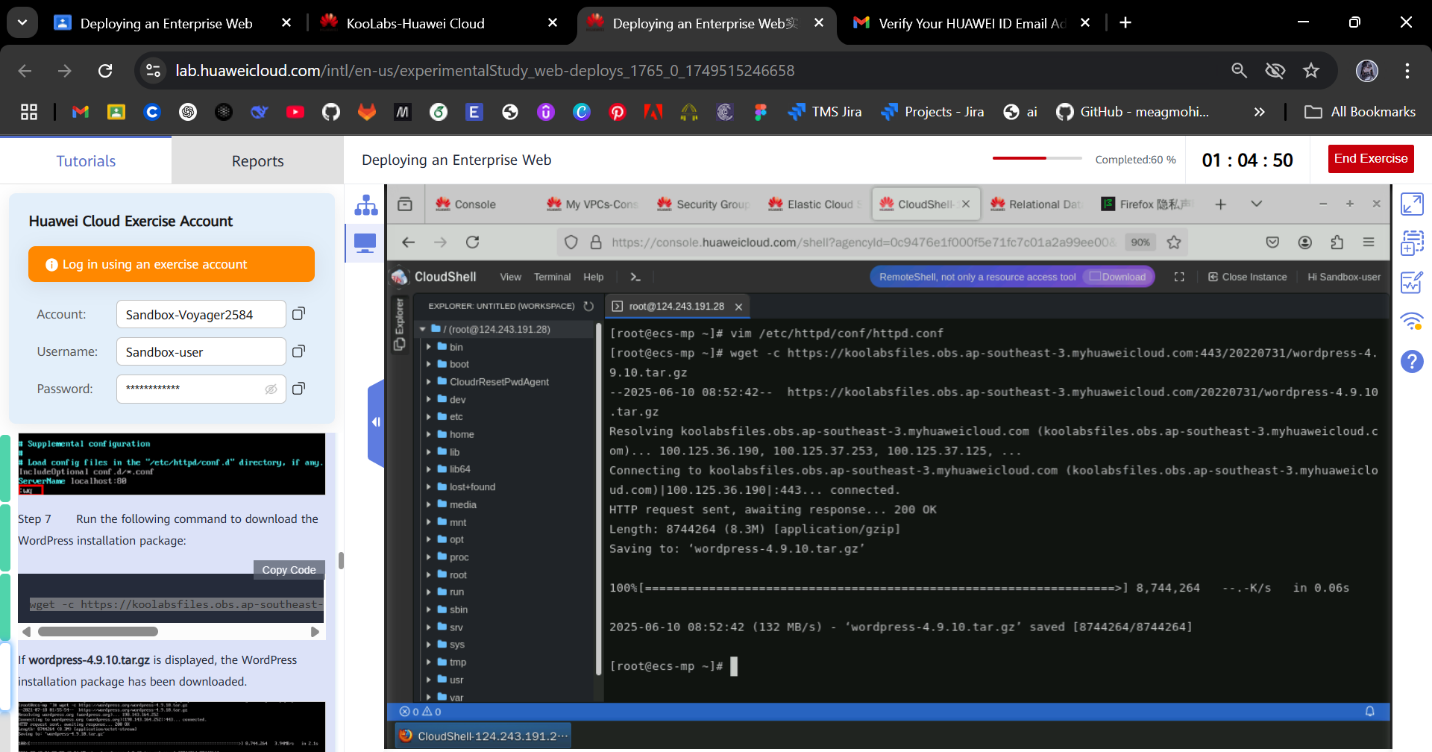 Deploying an Enterprise Web
KooLabs-Huawei Cloud
Deploying an Enterprise Web实
Verify Your HUAWEI ID Email Ad
lab.huaweicloud.com/intl/en-us/experimentalStudy_web-deploys_1765_0_1749515246658
TMS Jira
Projects - Jira
ai
GitHub - meagmohi...
All Bookmarks
Tutorials
Reports
Deploying an Enterprise Web
Completed:60 %
01 : 04 : 50
End Exercise
Huawei Cloud Exercise Account
Log in using an exercise account
Account:
Sandbox-Voyager2584
Username:
Sandbox-user
Password:
************
# Supplemental configuration
#
# Load config files in the "/etc/httpd/conf.d" directory, if any.
IncludeOptional conf.d/*.conf
ServerName localhost:80
:wq
Step 7 Run the following command to download the
WordPress installation package:
Copy Code
wget -c https://koolabsfiles.obs.ap-southeast-
If wordpress-4.9.10.tar.gz is displayed, the WordPress
installation package has been downloaded.
Console
My VPCs-Cons
Security Group
Elastic Cloud S
CloudShell-
Relational Dat
Firefox 隐私声
https://console.huaweicloud.com/shell?agencyId=0c9476e1f000f5e71fc7c01a2a99ee00
90%
CloudShell
View
Terminal
Help
RemoteShell, not only a resource access tool
Download
Close Instance
Hi Sandbox-user
Explorer
EXPLORER: UNTITLED (WORKSPACE)
/ (root@124.243.191.28)
bin
boot
CloudrResetPwdAgent
dev
etc
home
lib
lib64
lost+found
media
mnt
opt
proc
root
run
sbin
srv
sys
tmp
usr
var
root@124.243.191.28
[root@ecs-mp ~]# vim /etc/httpd/conf/httpd.conf
[root@ecs-mp ~]# wget -c https://koolabsfiles.obs.ap-southeast-3.myhuaweicloud.com:443/20220731/wordpress-4.
9.10.tar.gz
--2025-06-10 08:52:42-- https://koolabsfiles.obs.ap-southeast-3.myhuaweicloud.com/20220731/wordpress-4.9.10
.tar.gz
Resolving koolabsfiles.obs.ap-southeast-3.myhuaweicloud.com (koolabsfiles.obs.ap-southeast-3.myhuaweicloud.c
om)... 100.125.36.190, 100.125.37.253, 100.125.37.125, ...
Connecting to koolabsfiles.obs.ap-southeast-3.myhuaweicloud.com (koolabsfiles.obs.ap-southeast-3.myhuaweiclo
ud.com)|100.125.36.190|:443... connected.
HTTP request sent, awaiting response... 200 OK
Length: 8744264 (8.3M) [application/gzip]
Saving to: ‘wordpress-4.9.10.tar.gz’
100%[==================================================================>] 8,744,264 --.-K/s in 0.06s
2025-06-10 08:52:42 (132 MB/s) - ‘wordpress-4.9.10.tar.gz’ saved [8744264/8744264]
[root@ecs-mp ~]#
0
0
CloudShell-124.243.191.2···